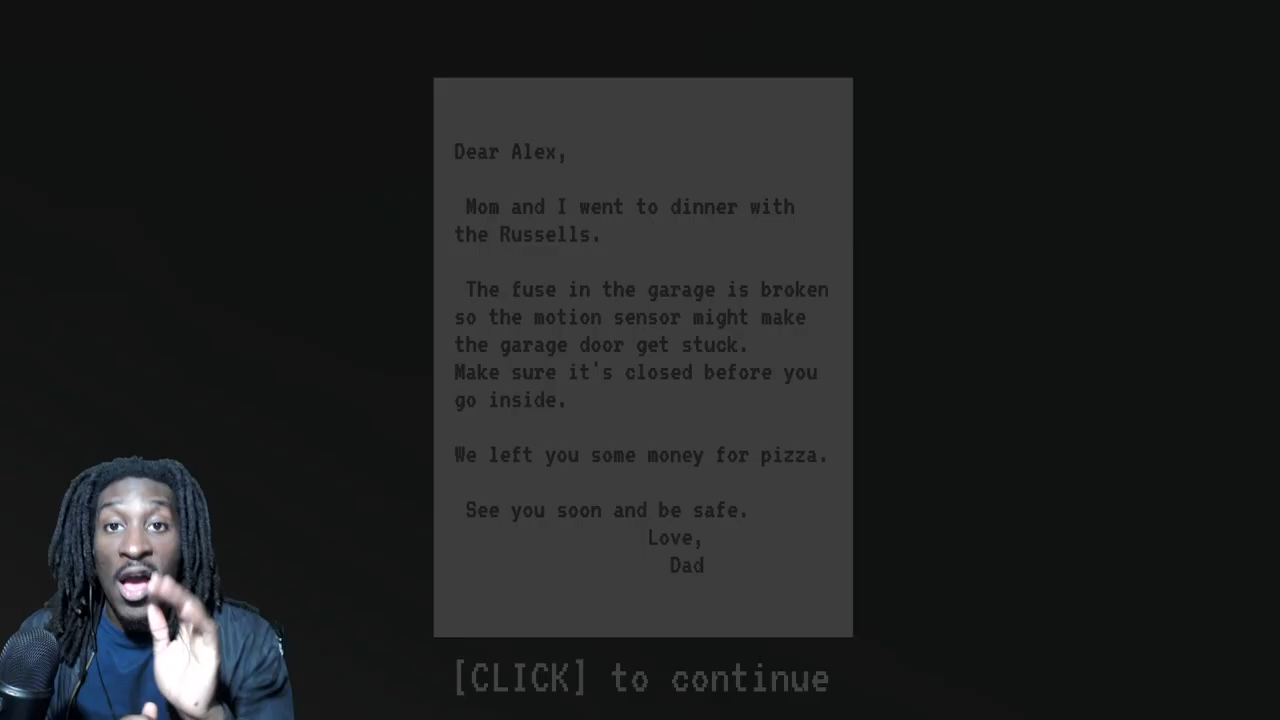 Dear Alex,
Mom and I went to dinner with
the Russells.
The fuse in the garage is broken
so the motion sensor might make
the garage door get stuck.
Make sure it's closed before you
go inside.
We left you some money for pizza.
See you soon and be safe.
Love,
Dad
[CLICK] to continue